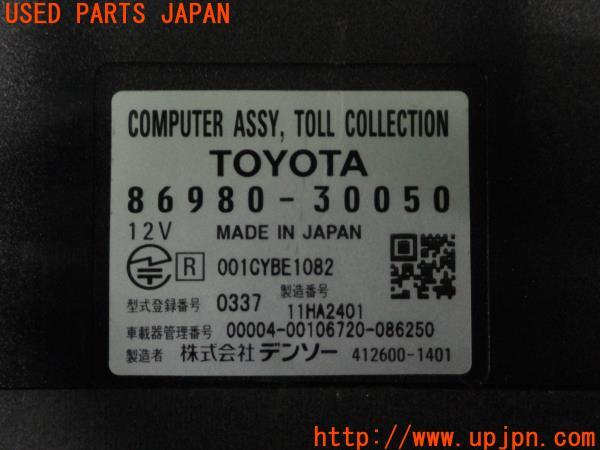 USED PARTS JAPAN
COMPUTER ASSY, TOLL COLLECTION
TOYOTA
86980-30050
12V MADE IN JAPAN
R 001CYBE1082
型式登録番号 0337 製造番号 11HA2401
車載器管理番号 00004-00106720-086250
製造者 株式会社デンソー 412600-1401
http://www.upjpn.com/